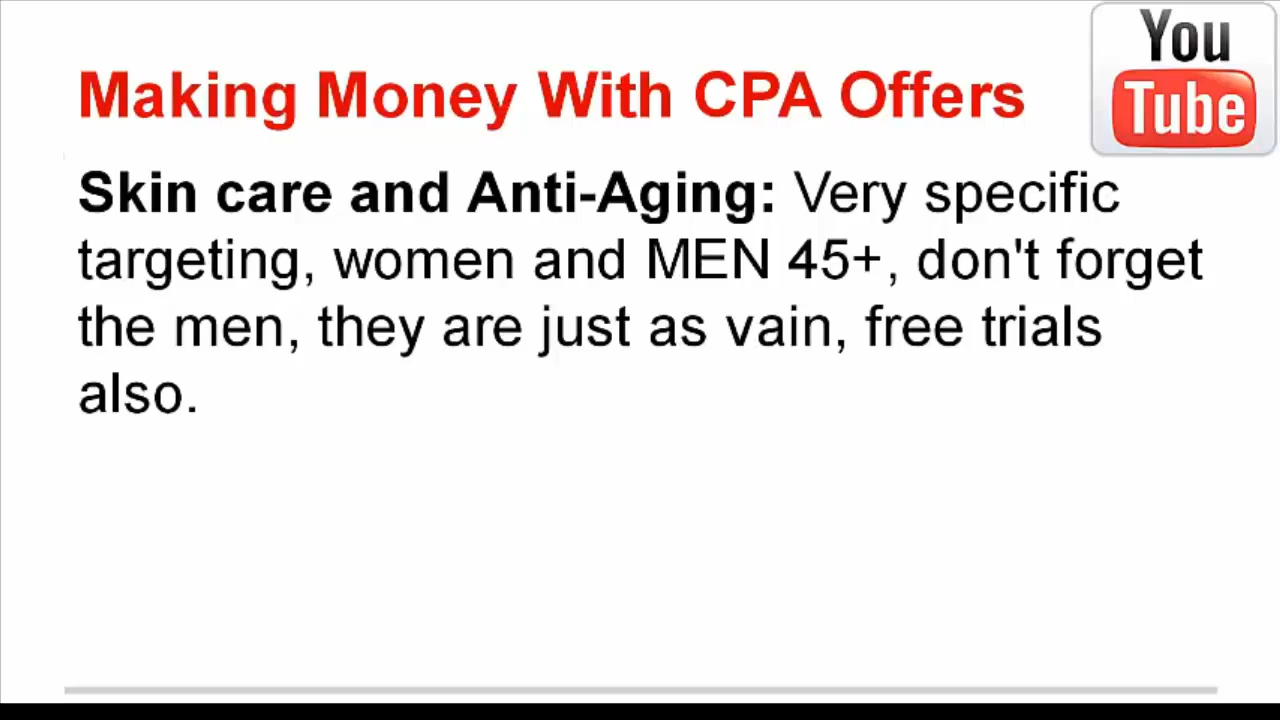 You
Tube
Making Money With CPA Offers
Skin care and Anti-Aging: Very specific
targeting, women and MEN 45+, don't forget
the men, they are just as vain, free trials
also.